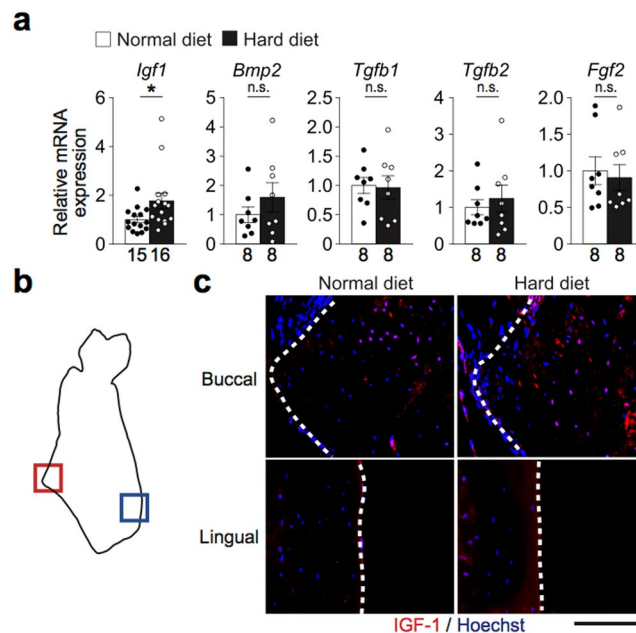 a
Normal diet Hard diet
Igf1 Bmp2 Tgfb1 Tgfb2 Fgf2
* n.s. n.s. n.s. n.s.
Relative mRNA
expression
6 5 2.5 4 2.0
4 4 2.0 3 1.5
3 1.5 2 1.0
2 2 1.0 1 0.5
1 0.5
0 0 0 0 0
15 16 8 8 8 8 8 8 8 8
b c
Normal diet Hard diet
Buccal
Lingual
IGF-1 / Hoechst